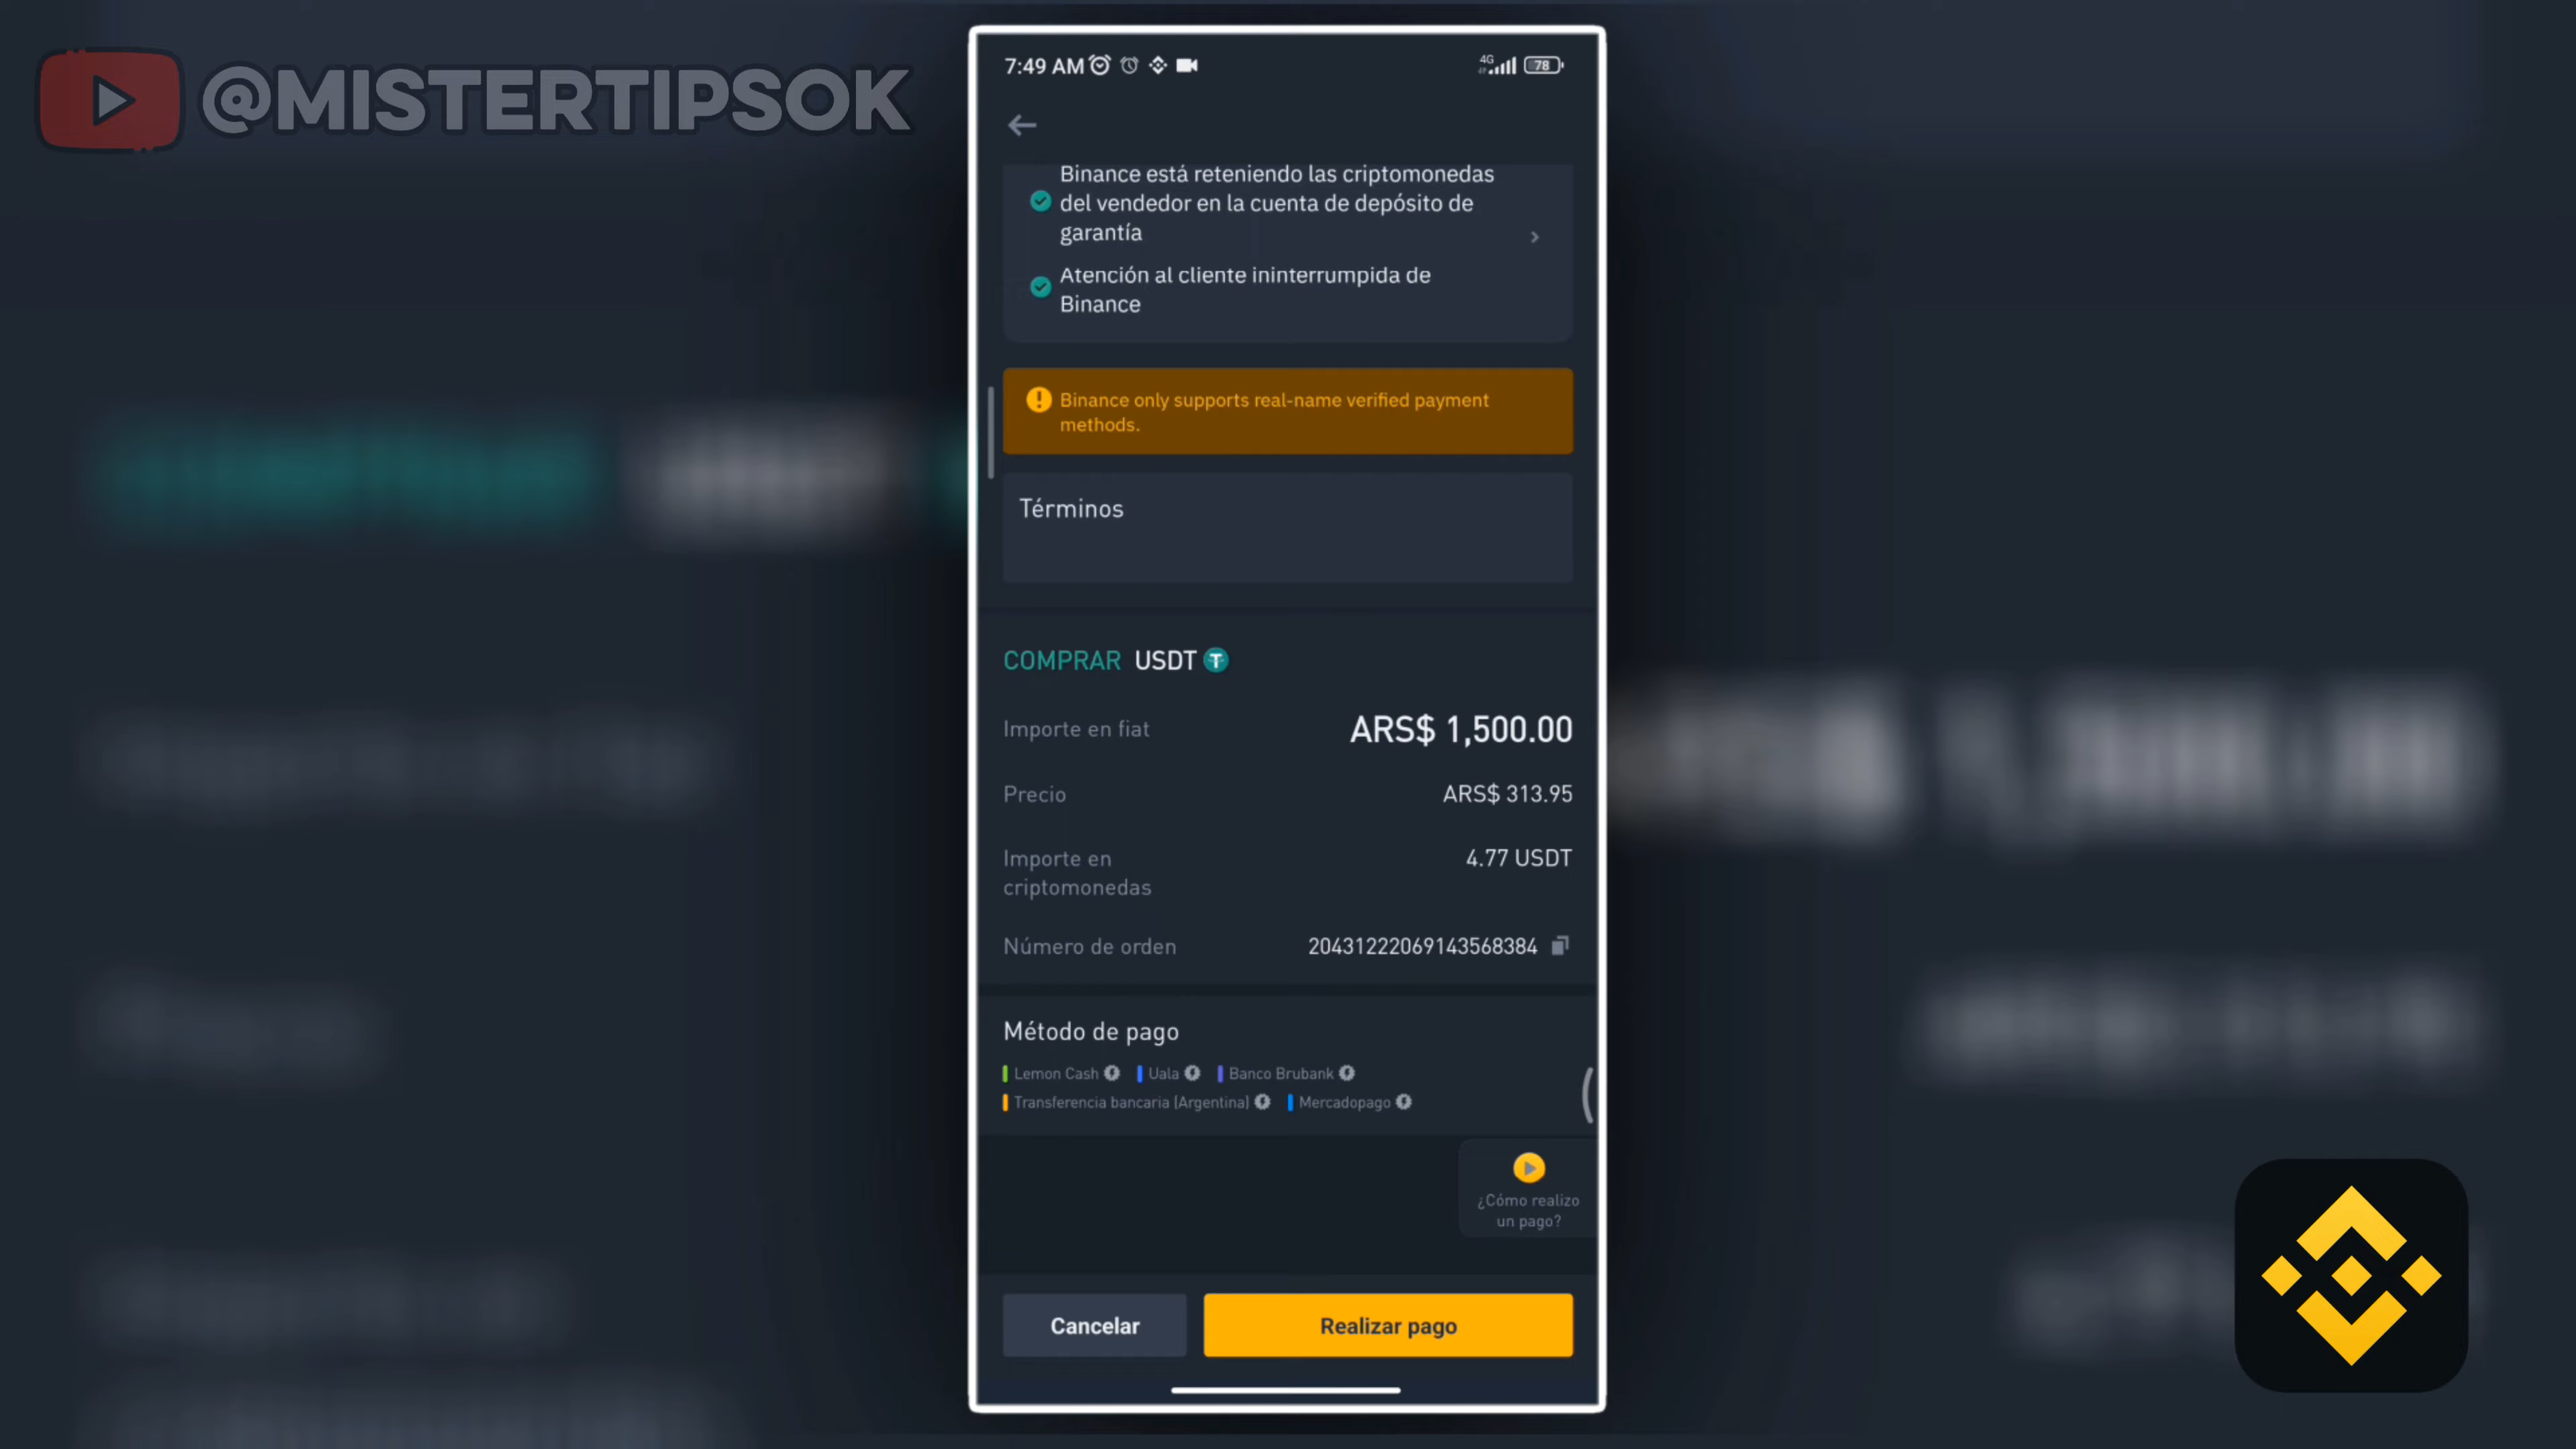 @MISTERTIPSOK
7:49 AM
4G
78
Binance está reteniendo las criptomonedas
del vendedor en la cuenta de depósito de
garantía
Atención al cliente ininterrumpida de
Binance
Binance only supports real-name verified payment
methods.
Términos
COMPRAR USDT
Importe en fiat ARS$ 1,500.00
Precio ARS$ 313.95
Importe en 4.77 USDT
criptomonedas
Número de orden 20431222069143568384
Método de pago
Lemon Cash Uala Banco Brubank
Transferencia bancaria (Argentina) Mercadopago
¿Cómo realizo
un pago?
Cancelar Realizar pago